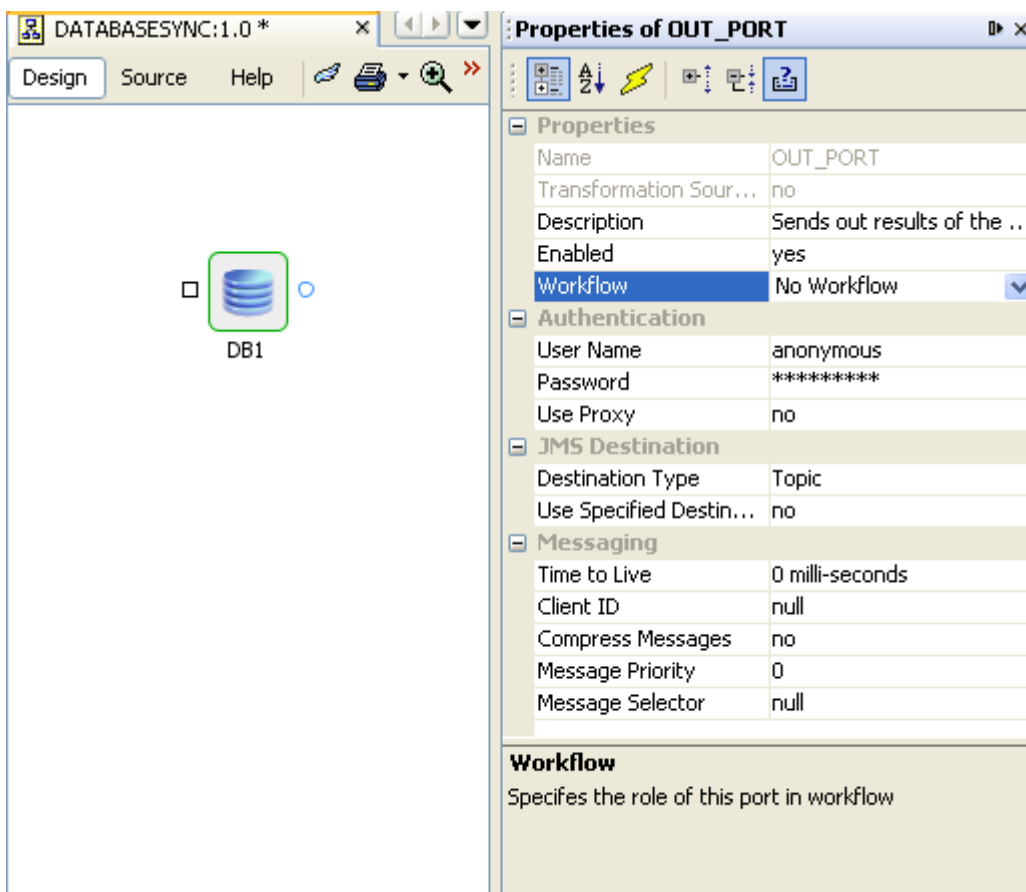 DATABASESYNC:1.0 *
Design Source Help
DB1
Properties of OUT_PORT
Properties
Name OUT_PORT
Transformation Sour... no
Description Sends out results of the ...
Enabled yes
Workflow No Workflow
Authentication
User Name anonymous
Password *********
Use Proxy no
JMS Destination
Destination Type Topic
Use Specified Destin... no
Messaging
Time to Live 0 milli-seconds
Client ID null
Compress Messages no
Message Priority 0
Message Selector null
Workflow
Specifes the role of this port in workflow